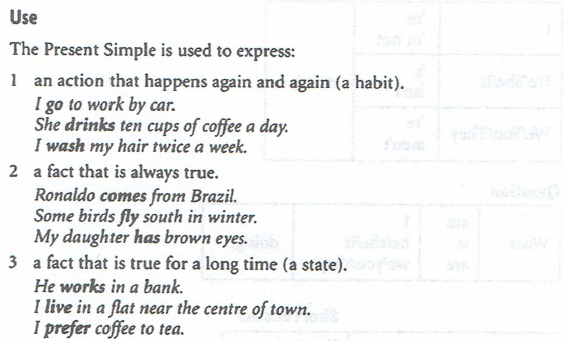 Use
The Present Simple is used to express:
1 an action that happens again and again (a habit).
I go to work by car.
She drinks ten cups of coffee a day.
I wash my hair twice a week.
2 a fact that is always true.
Ronaldo comes from Brazil.
Some birds fly south in winter.
My daughter has brown eyes.
3 a fact that is true for a long time (a state).
He works in a bank.
I live in a flat near the centre of town.
I prefer coffee to tea.